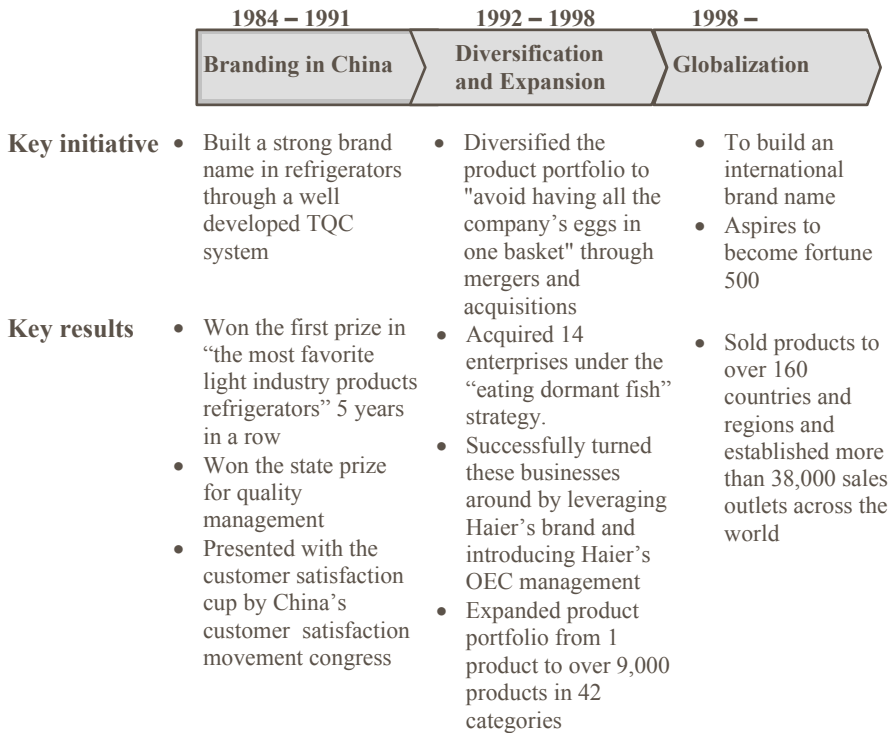 1984 – 1991
1992 – 1998
1998 –
Branding in China
Diversification
and Expansion
Globalization
Key initiative
• Built a strong brand
name in refrigerators
through a well
developed TQC
system
• Diversified the
product portfolio to
"avoid having all the
company’s eggs in
one basket" through
mergers and
acquisitions
• To build an
international
brand name
• Aspires to
become fortune
500
Key results
• Won the first prize in
“the most favorite
light industry products
refrigerators” 5 years
in a row
• Won the state prize
for quality
management
• Presented with the
customer satisfaction
cup by China’s
customer satisfaction
movement congress
• Acquired 14
enterprises under the
“eating dormant fish”
strategy.
• Successfully turned
these businesses
around by leveraging
Haier’s brand and
introducing Haier’s
OEC management
• Expanded product
portfolio from 1
product to over 9,000
products in 42
categories
• Sold products to
over 160
countries and
regions and
established more
than 38,000 sales
outlets across the
world